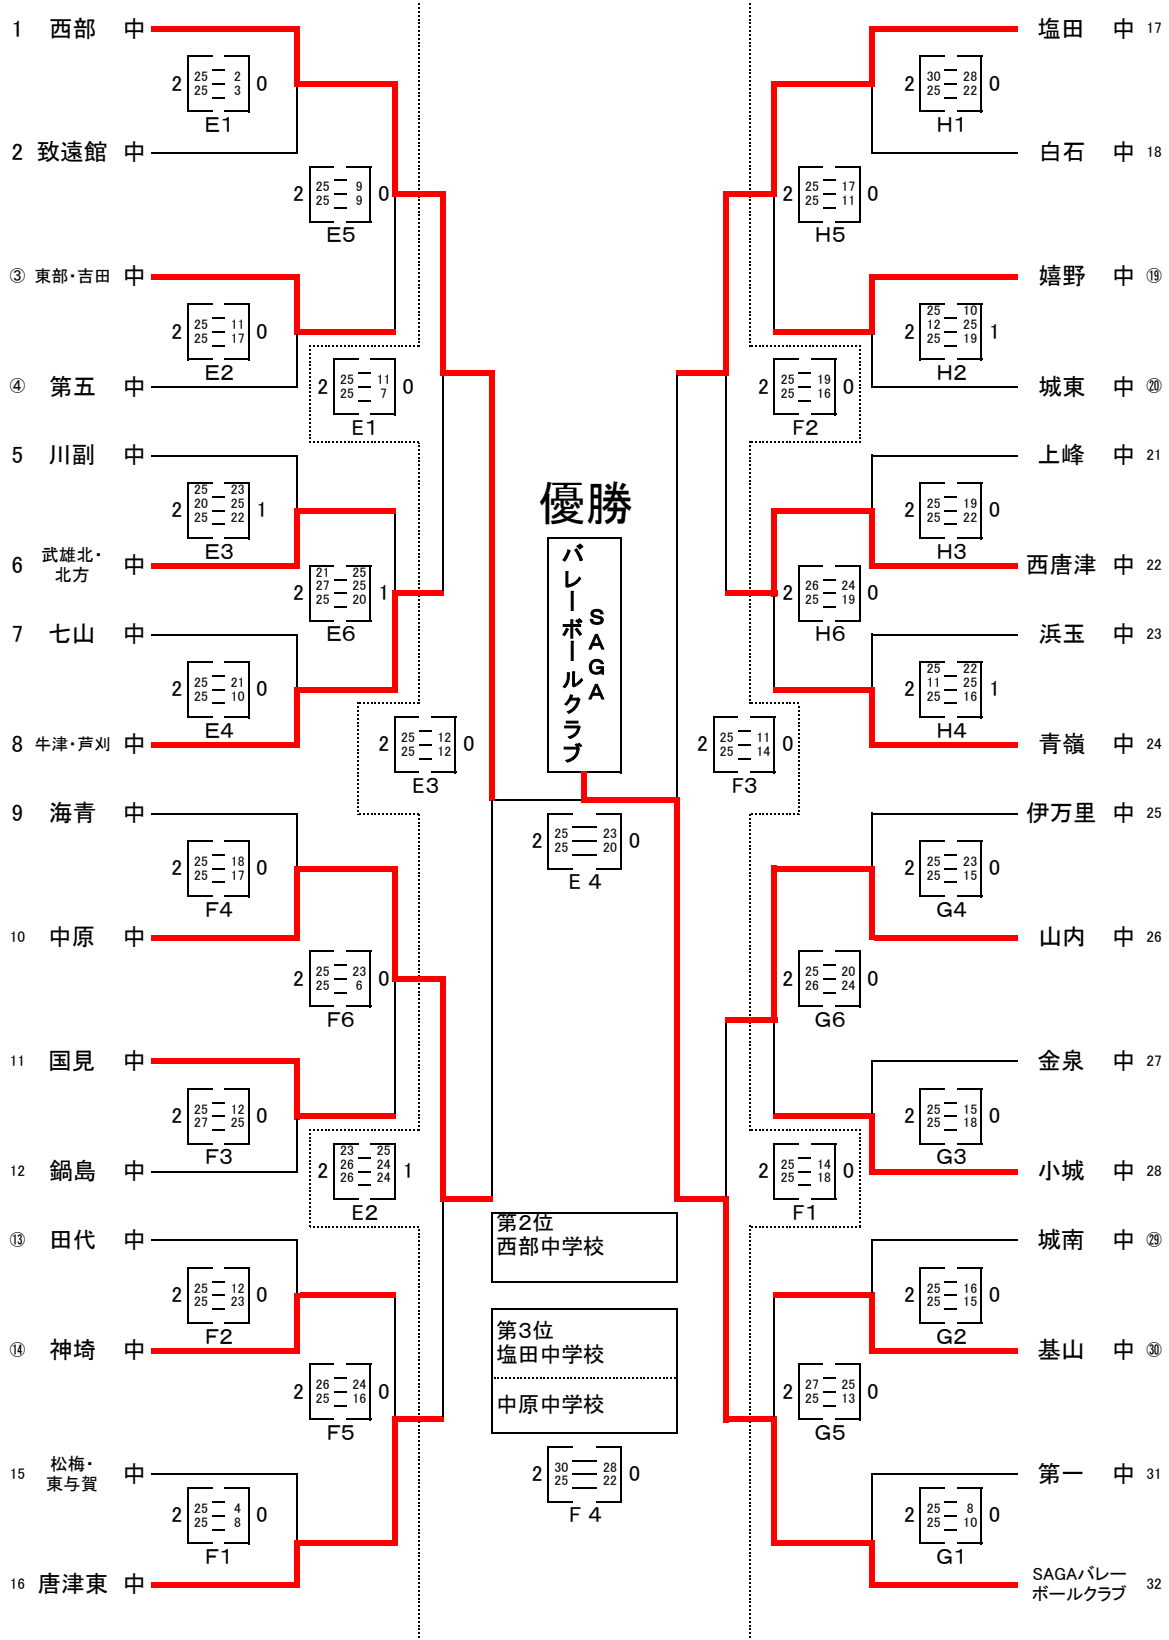 1 西部 中
2 25 2 0
25 3
E1
2 致遠館 中
2 25 9 0
25 9
E5
③ 東部・吉田 中
2 25 11 0
25 17
E2
④ 第五 中
2 25 11 0
25 7
E1
5 川副 中
2 25 23 1
20 25
25 22
E3
6 武雄北・
北方 中
2 21 25 1
27 25
25 20
E6
7 七山 中
2 25 21 0
25 10
E4
8 牛津・芦刈 中
2 25 12 0
25 12
E3
9 海青 中
2 25 18 0
25 17
F4
10 中原 中
2 25 23 0
25 6
F6
11 国見 中
2 25 12 0
27 25
F3
12 鍋島 中
2 23 25 1
26 24
26 24
E2
⑬ 田代 中
2 25 12 0
25 23
F2
⑭ 神埼 中
2 26 24 0
25 16
F5
15 松梅・
東与賀 中
2 25 4 0
25 8
F1
16 唐津東 中
優勝
SAGA
バレーボールクラブ
2 25 23 0
25 20
E 4
第2位
西部中学校
第3位
塩田中学校
中原中学校
2 30 28 0
25 22
F 4
塩田 中 17
2 30 28 0
25 22
H1
白石 中 18
2 25 17 0
25 11
H5
嬉野 中 ⑲
2 25 10 1
12 25
25 19
H2
城東 中 ⑳
2 25 19 0
25 16
F2
上峰 中 21
2 25 19 0
25 22
H3
西唐津 中 22
2 26 24 0
25 19
H6
浜玉 中 23
2 25 22 1
11 25
25 16
H4
青嶺 中 24
2 25 11 0
25 14
F3
伊万里 中 25
2 25 23 0
25 15
G4
山内 中 26
2 25 20 0
26 24
G6
金泉 中 27
2 25 15 0
25 18
G3
小城 中 28
2 25 14 0
25 18
F1
城南 中 ㉙
2 25 16 0
25 15
G2
基山 中 ㉚
2 27 25 0
25 13
G5
第一 中 31
2 25 8 0
25 10
G1
SAGAバレー
ボールクラブ 32